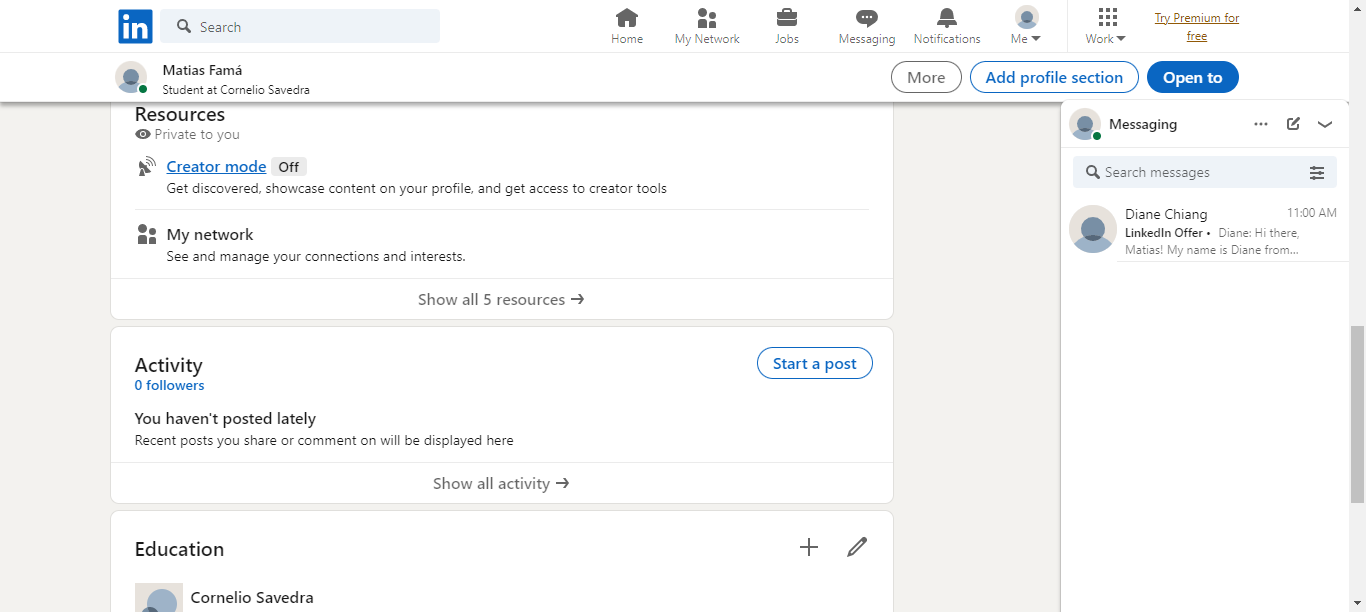 in
Search
Home
My Network
Jobs
Messaging
Notifications
Me
Work
Try Premium for
free
Matias Famá
Student at Cornelio Savedra
More
Add profile section
Open to
Resources
Private to you
Creator mode Off
Get discovered, showcase content on your profile, and get access to creator tools
My network
See and manage your connections and interests.
Show all 5 resources →
Activity
0 followers
Start a post
You haven't posted lately
Recent posts you share or comment on will be displayed here
Show all activity →
Education
Cornelio Savedra
Messaging
Search messages
Diane Chiang 11:00 AM
LinkedIn Offer • Diane: Hi there,
Matias! My name is Diane from...